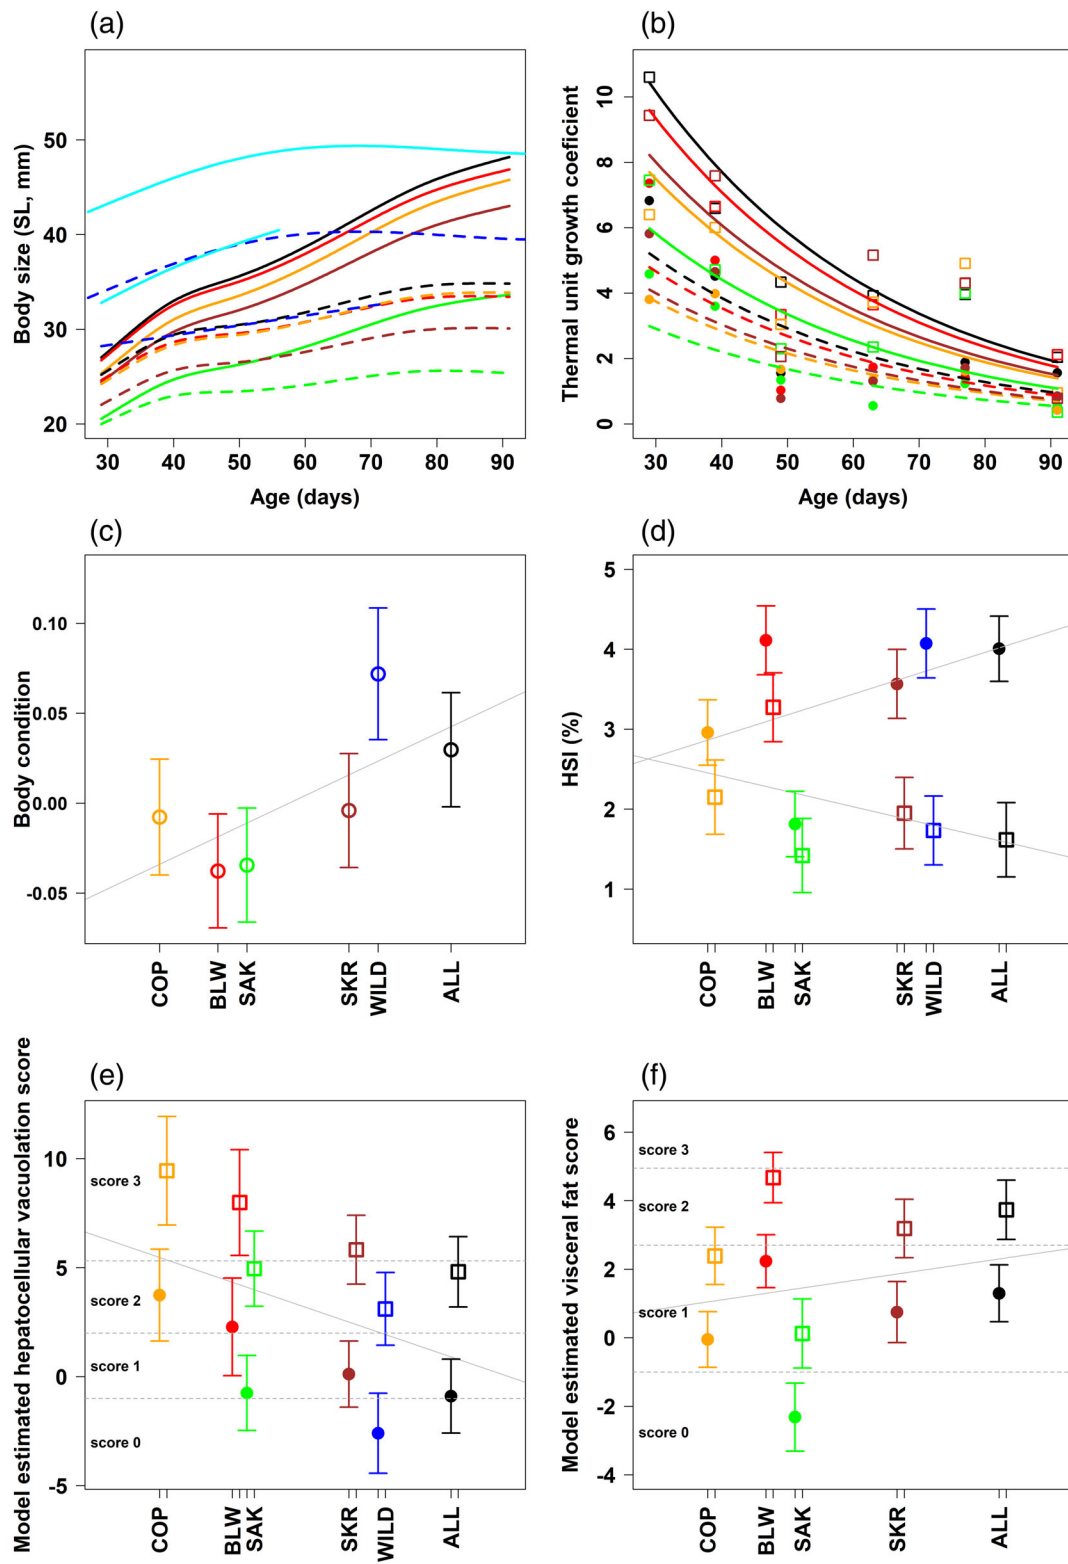 (a)
Body size (SL, mm)
50
40
30
20
30 40 50 60 70 80 90
Age (days)
(b)
Thermal unit growth coeficient
10
8
6
4
2
0
30 40 50 60 70 80 90
Age (days)
(c)
Body condition
0.10
0.05
0.00
-0.05
COP
BLW
SAK
SKR
WILD
ALL
(d)
HSI (%)
5
4
3
2
1
COP
BLW
SAK
SKR
WILD
ALL
(e)
Model estimated hepatocellular vacuolation score
10
5
0
-5
score 3
score 2
score 1
score 0
COP
BLW
SAK
SKR
WILD
ALL
(f)
Model estimated visceral fat score
6
4
2
0
-2
-4
score 3
score 2
score 1
score 0
COP
BLW
SAK
SKR
ALL